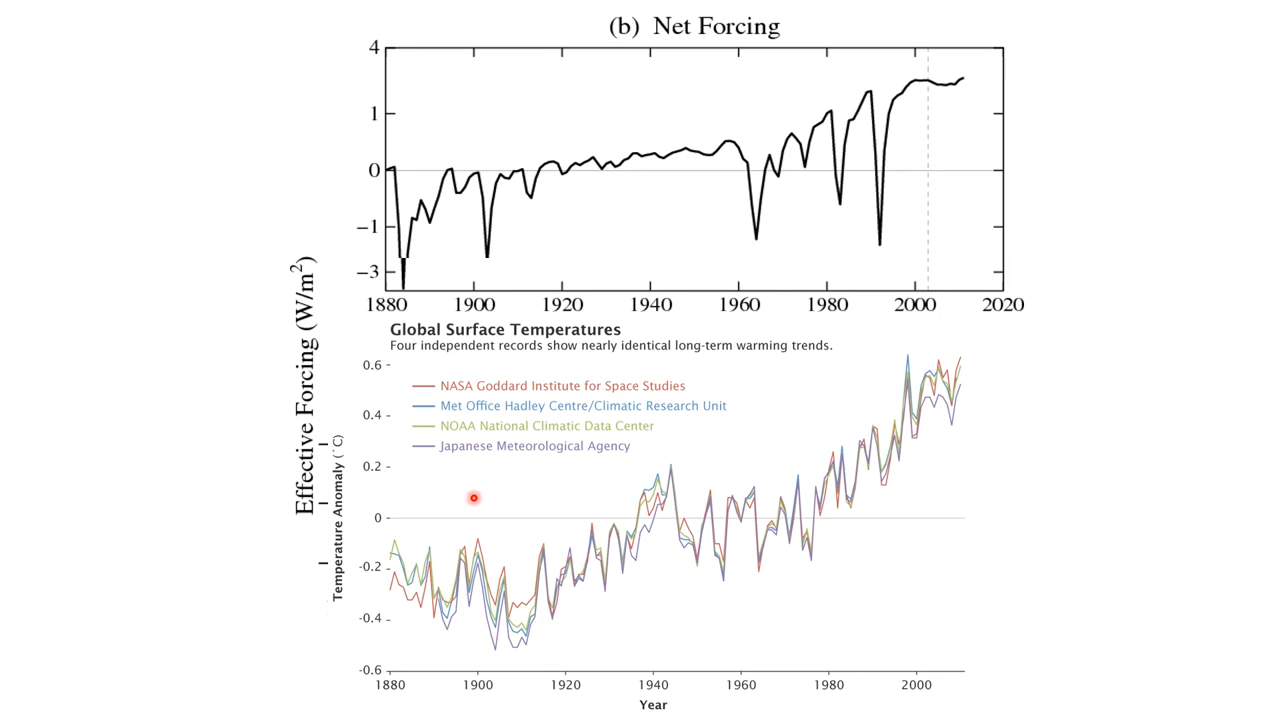 (b) Net Forcing
4
1
0
−1
−3
1880 1900 1920 1940 1960 1980 2000 2020
Effective Forcing (W/m²)
Global Surface Temperatures
Four independent records show nearly identical long-term warming trends.
NASA Goddard Institute for Space Studies
Met Office Hadley Centre/Climatic Research Unit
NOAA National Climatic Data Center
Japanese Meteorological Agency
0.6
0.4
0.2
0
-0.2
-0.4
-0.6
Temperature Anomaly (˚C)
1880 1900 1920 1940 1960 1980 2000
Year